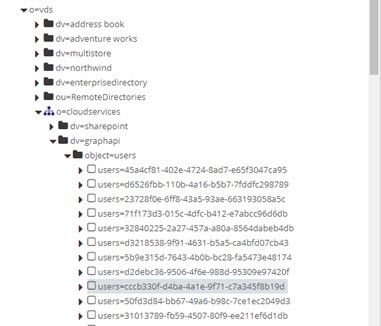 o=vds
dv=address book
dv=adventure works
dv=multistore
dv=northwind
dv=enterprisedirectory
ou=RemoteDirectories
o=cloudservices
dv=sharepoint
dv=graphapi
object=users
users=45a4cf81-402e-4724-8ad7-e65f3047ca95
users=d6526fbb-110b-4a16-b5b7-7fddfc298789
users=23728f0e-6ff8-43a5-93ae-663193058a5c
users=71f173d3-015c-4dfc-b412-e7abcc96d6db
users=32840225-2a27-457a-a80a-8564dabeb4db
users=d3218538-9f91-4631-b5a5-ca4bfd07cb43
users=5b9e315d-7643-4b0b-bc28-fa5473e48174
users=d2debc36-9506-4f6e-988d-95309e97420f
users=cccb330f-d4ba-4a1e-9f71-c7a345f8b19d
users=50fd3d84-bb67-49a6-b98c-7ce1ec2049d3
users=31013789-fb59-4507-80f9-ee211ef6d1db